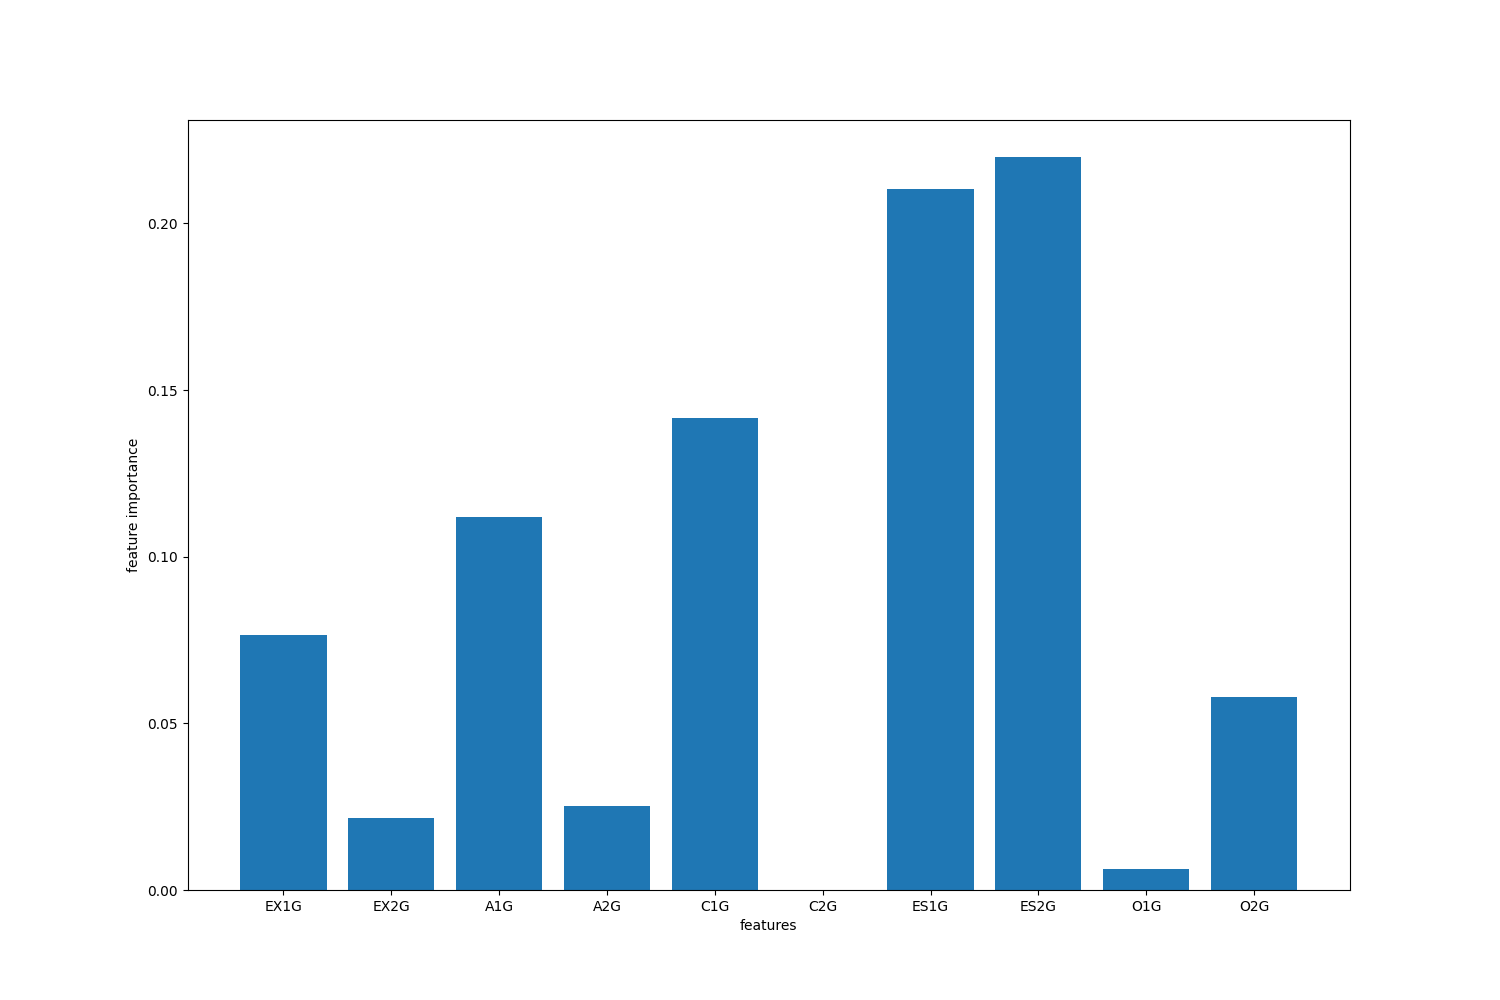 feature importance
0.20
0.15
0.10
0.05
0.00
EX1G EX2G A1G A2G C1G C2G ES1G ES2G O1G O2G
features